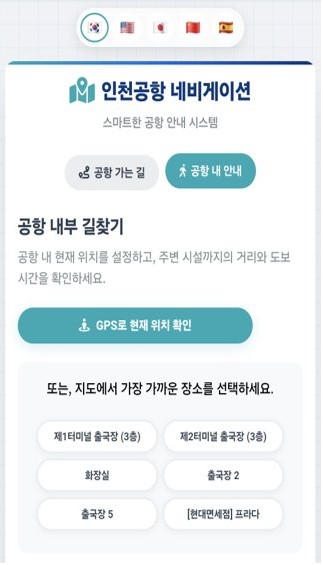 인천공항 네비게이션
스마트한 공항 안내 시스템
공항 가는 길
공항 내 안내
공항 내부 길찾기
공항 내 현재 위치를 설정하고, 주변 시설까지의 거리와 도보
시간을 확인하세요.
GPS로 현재 위치 확인
또는, 지도에서 가장 가까운 장소를 선택하세요.
제1터미널 출국장 (3층)
제2터미널 출국장 (3층)
화장실
출국장 2
출국장 5
[현대면세점] 프라다